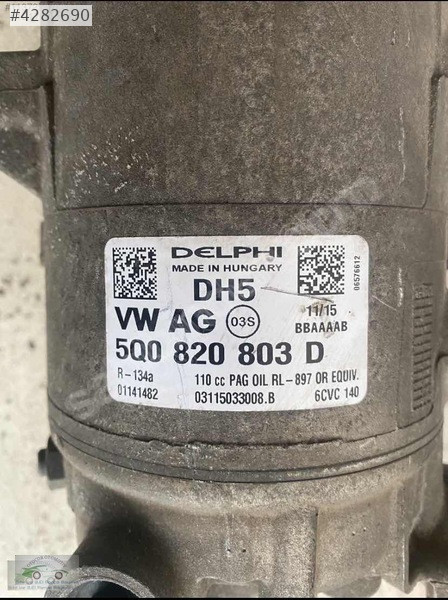 #4282690
DELPHI
MADE IN HUNGARY
DH5
11/15
VW AG 03S
BBAAAAB
5Q0 820 803 D
R-134a 110 cc PAG OIL RL-897 OR EQUIV.
01141482 03115033008.B 6CVC 140
06576612